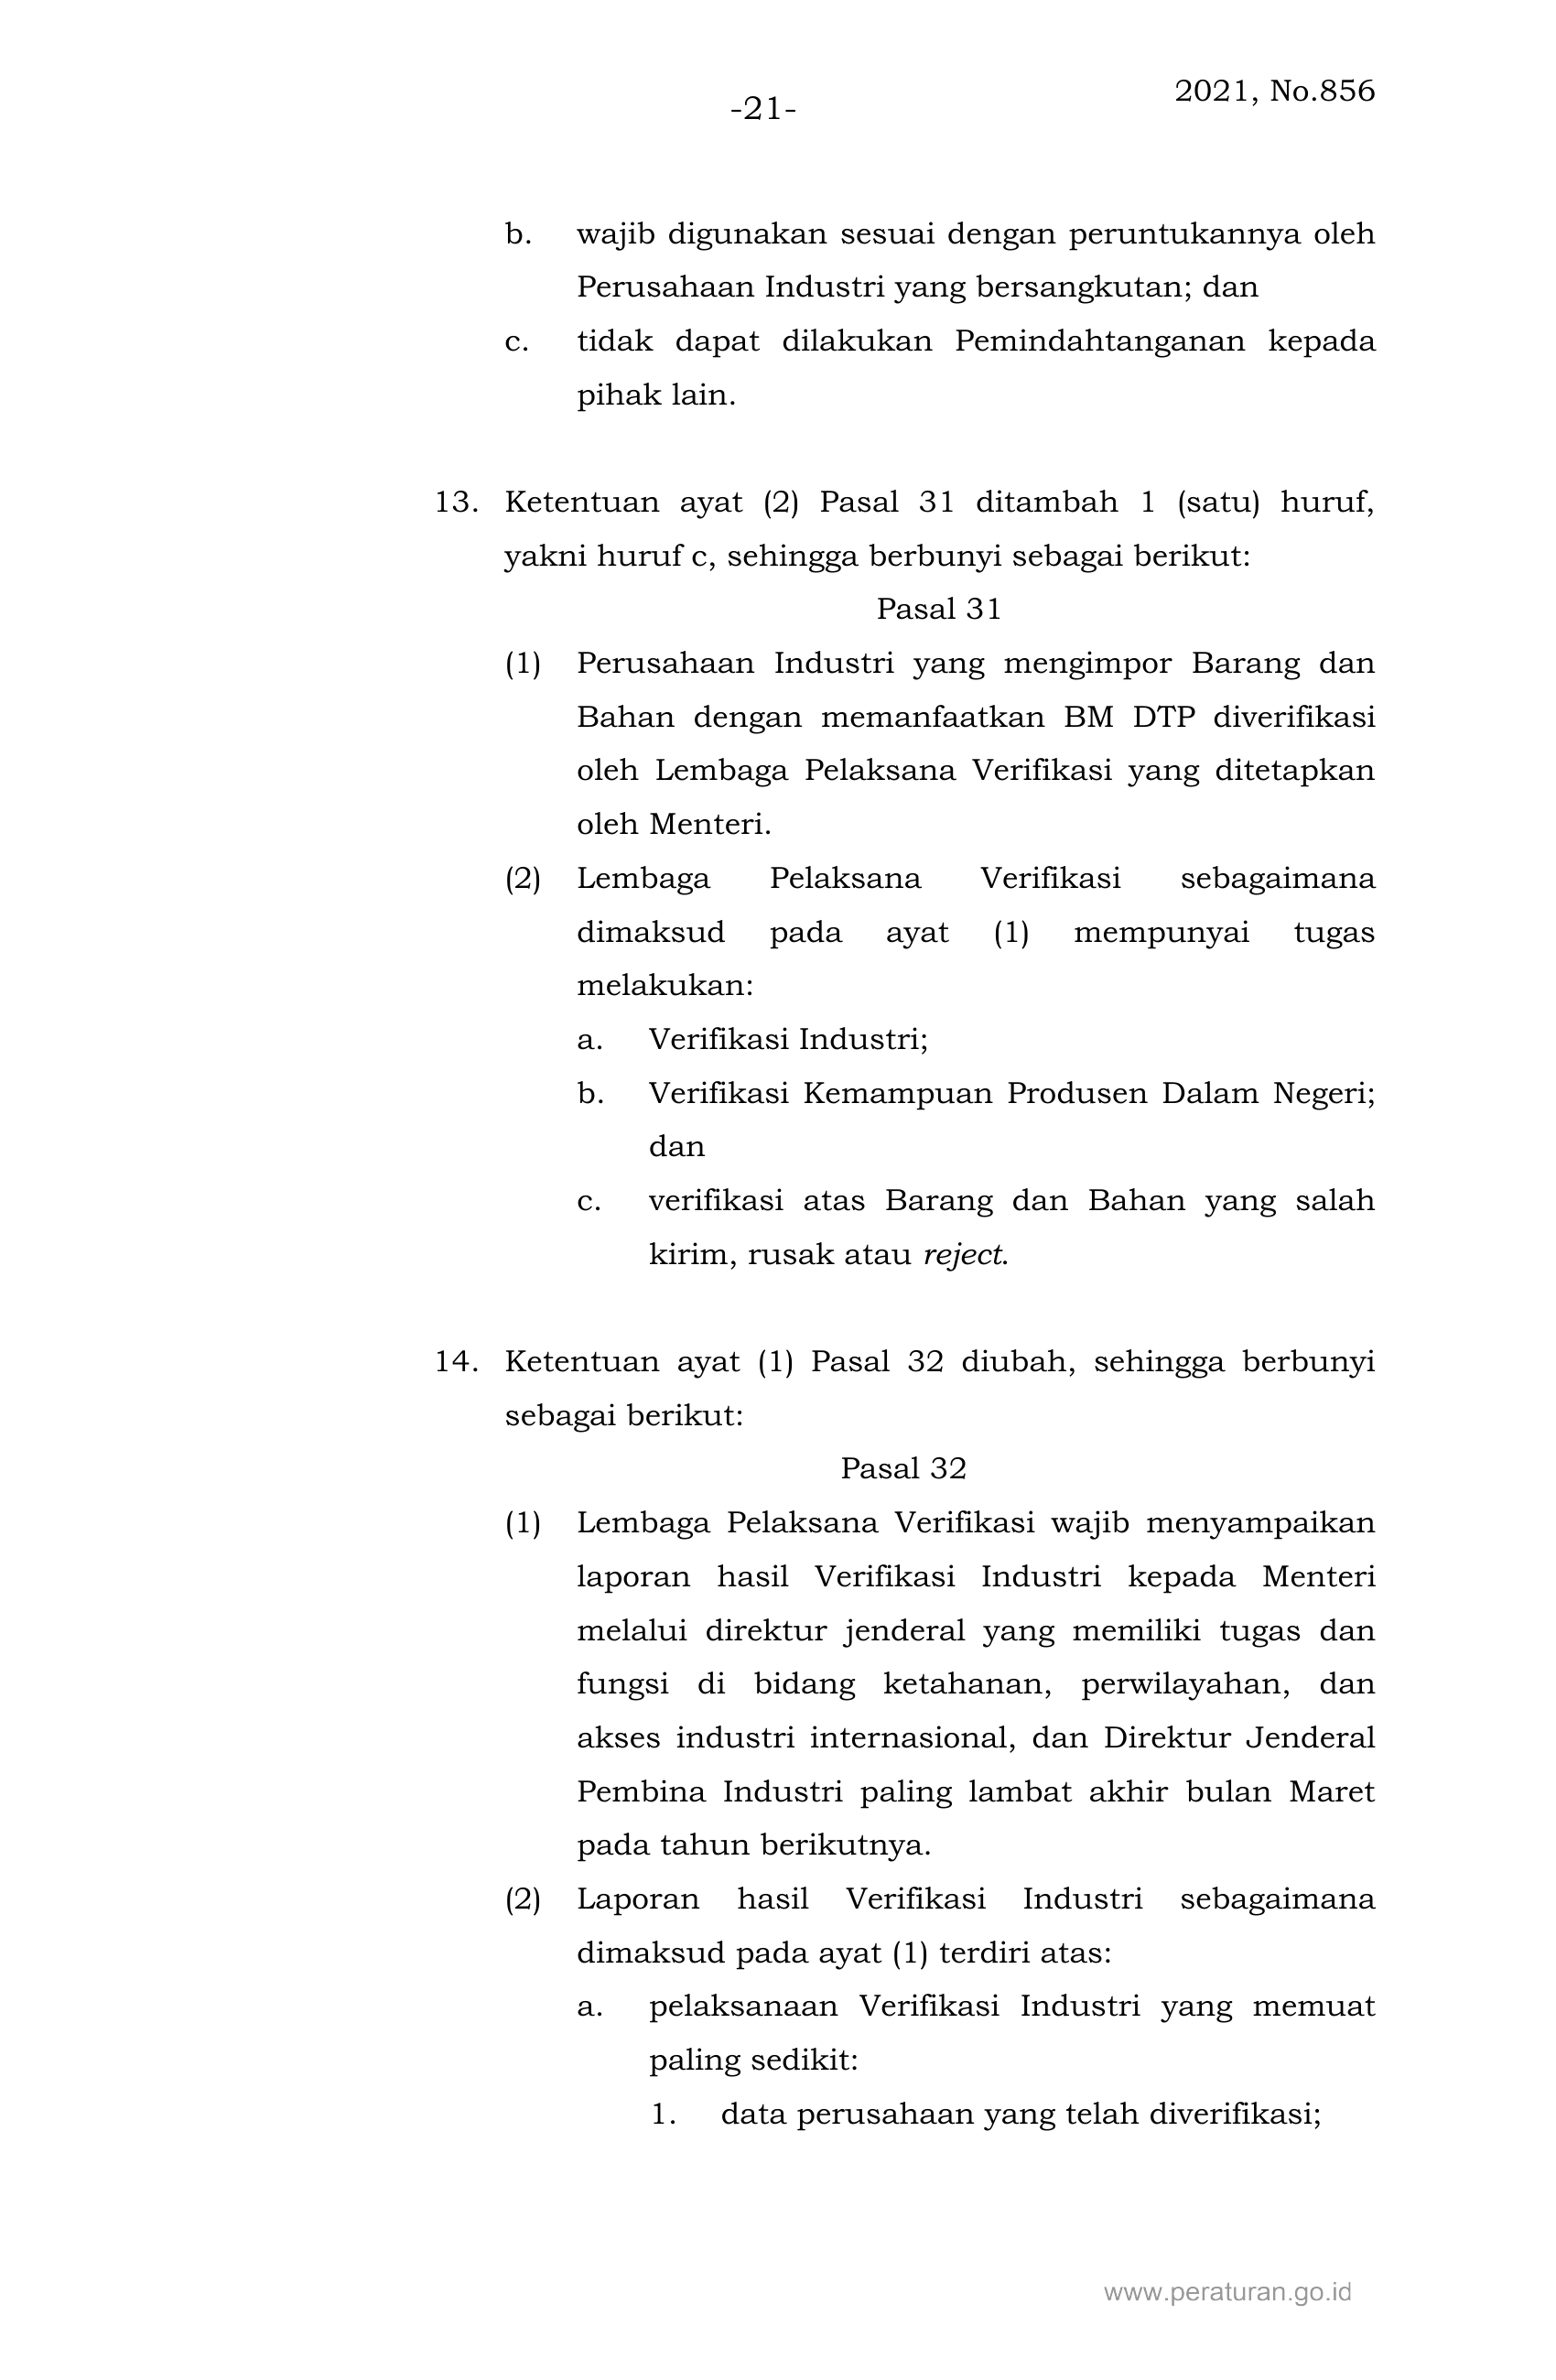 2021, No.856
-21-
b. wajib digunakan sesuai dengan peruntukannya oleh
Perusahaan Industri yang bersangkutan; dan
c. tidak dapat dilakukan Pemindahtanganan kepada
pihak lain.
13. Ketentuan ayat (2) Pasal 31 ditambah 1 (satu) huruf,
yakni huruf c, sehingga berbunyi sebagai berikut:
Pasal 31
(1) Perusahaan Industri yang mengimpor Barang dan
Bahan dengan memanfaatkan BM DTP diverifikasi
oleh Lembaga Pelaksana Verifikasi yang ditetapkan
oleh Menteri.
(2) Lembaga Pelaksana Verifikasi sebagaimana
dimaksud pada ayat (1) mempunyai tugas
melakukan:
a. Verifikasi Industri;
b. Verifikasi Kemampuan Produsen Dalam Negeri;
dan
c. verifikasi atas Barang dan Bahan yang salah
kirim, rusak atau reject.
14. Ketentuan ayat (1) Pasal 32 diubah, sehingga berbunyi
sebagai berikut:
Pasal 32
(1) Lembaga Pelaksana Verifikasi wajib menyampaikan
laporan hasil Verifikasi Industri kepada Menteri
melalui direktur jenderal yang memiliki tugas dan
fungsi di bidang ketahanan, perwilayahan, dan
akses industri internasional, dan Direktur Jenderal
Pembina Industri paling lambat akhir bulan Maret
pada tahun berikutnya.
(2) Laporan hasil Verifikasi Industri sebagaimana
dimaksud pada ayat (1) terdiri atas:
a. pelaksanaan Verifikasi Industri yang memuat
paling sedikit:
1. data perusahaan yang telah diverifikasi;
www.peraturan.go.id